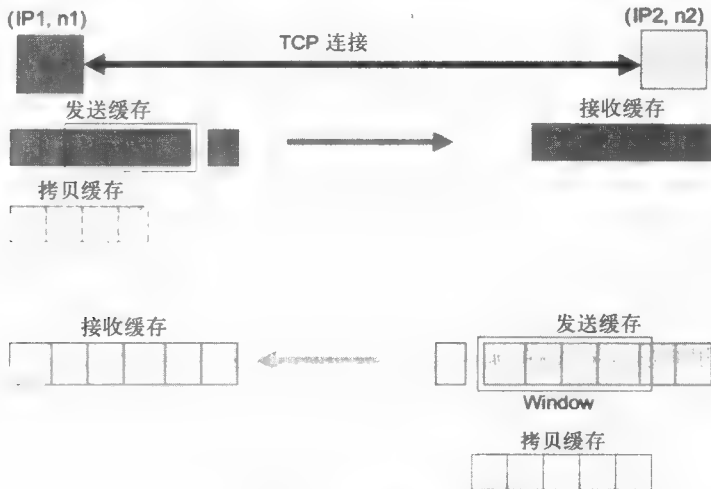 (IP1, n1)
(IP2, n2)
TCP 连接
发送缓存
接收缓存
拷贝缓存
接收缓存
发送缓存
Window
拷贝缓存